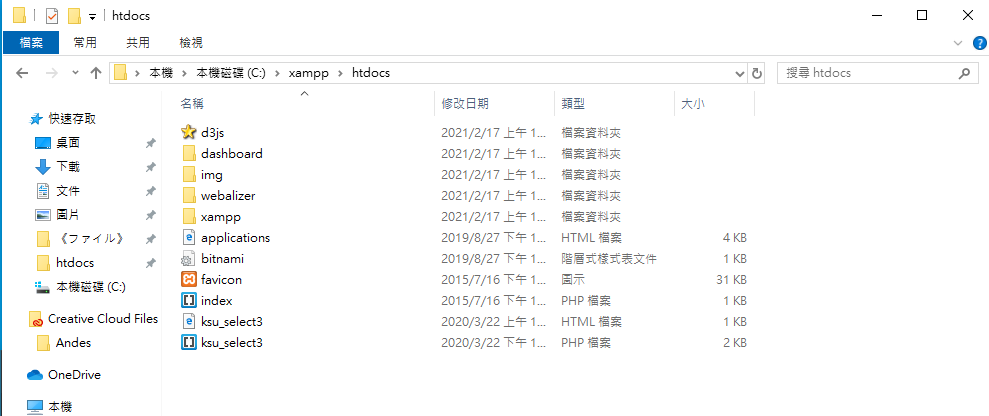 htdocs
檔案 常用 共用 檢視
本機 本機磁碟 (C:) xampp htdocs 搜尋 htdocs
名稱 修改日期 類型 大小
快速存取
桌面
下載
文件
圖片
《ファイル》
htdocs
本機磁碟 (C:)
Creative Cloud Files
Andes
OneDrive
本機
d3js 2021/2/17 上午 1... 檔案資料夾
dashboard 2021/2/17 上午 1... 檔案資料夾
img 2021/2/17 上午 1... 檔案資料夾
webalizer 2021/2/17 上午 1... 檔案資料夾
xampp 2021/2/17 上午 1... 檔案資料夾
applications 2019/8/27 下午 1... HTML 檔案 4 KB
bitnami 2019/8/27 下午 1... 階層式樣式表文件 1 KB
favicon 2015/7/16 下午 1... 圖示 31 KB
index 2015/7/16 下午 1... PHP 檔案 1 KB
ksu_select3 2020/3/22 上午 1... HTML 檔案 1 KB
ksu_select3 2020/3/22 下午 1... PHP 檔案 2 KB